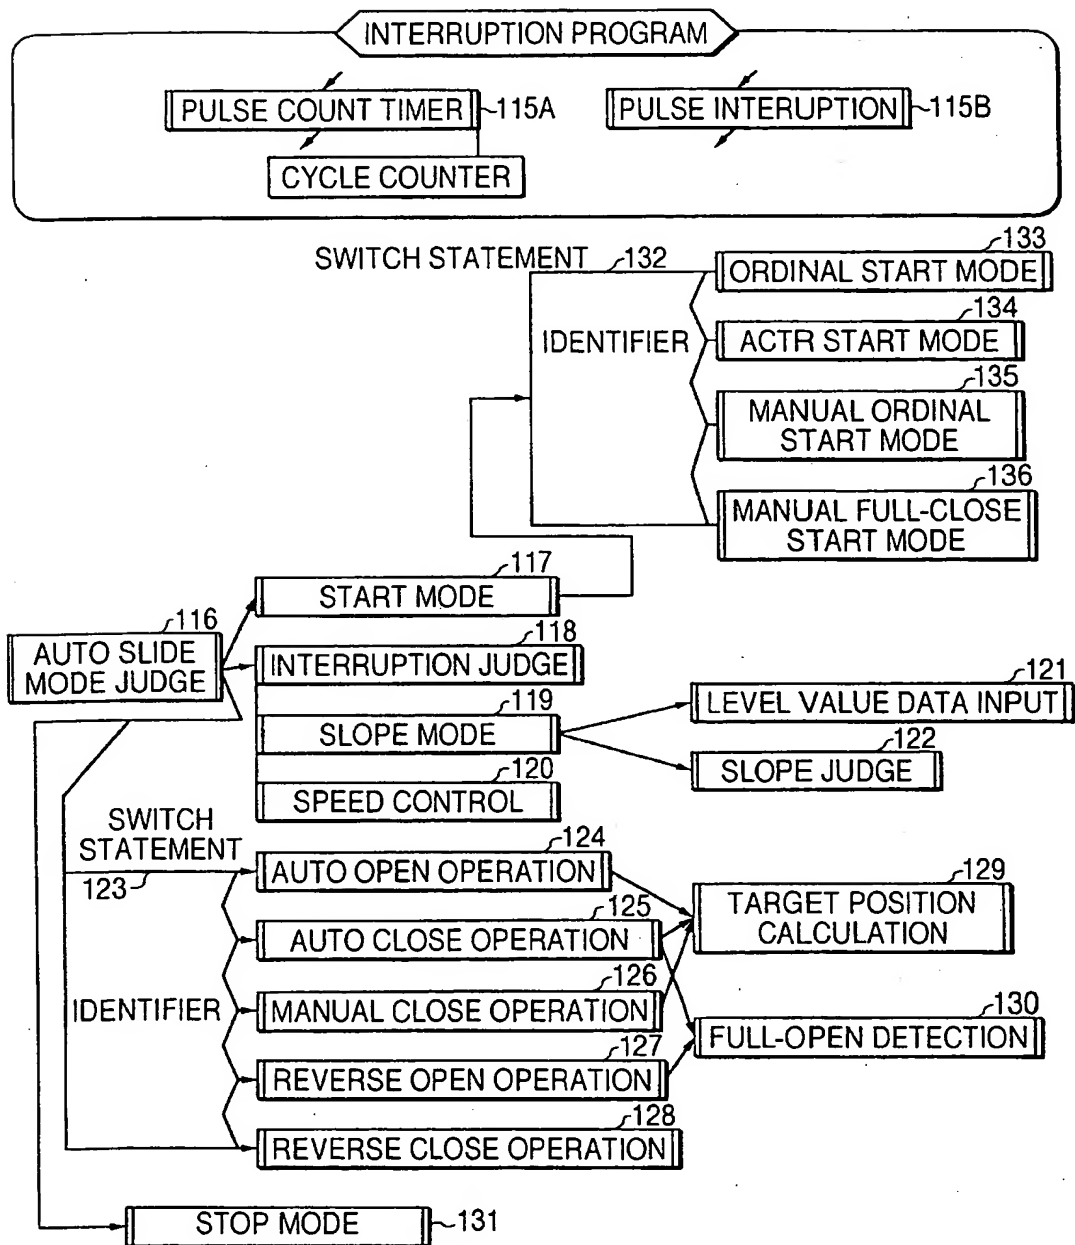 INTERRUPTION PROGRAM
PULSE COUNT TIMER
115A
PULSE INTERUPTION
115B
CYCLE COUNTER
SWITCH STATEMENT
132
IDENTIFIER
133
ORDINAL START MODE
134
ACTR START MODE
135
MANUAL ORDINAL
START MODE
136
MANUAL FULL-CLOSE
START MODE
117
START MODE
116
AUTO SLIDE
MODE JUDGE
118
INTERRUPTION JUDGE
119
SLOPE MODE
120
SPEED CONTROL
121
LEVEL VALUE DATA INPUT
122
SLOPE JUDGE
SWITCH
STATEMENT
123
IDENTIFIER
124
AUTO OPEN OPERATION
125
AUTO CLOSE OPERATION
126
MANUAL CLOSE OPERATION
127
REVERSE OPEN OPERATION
128
REVERSE CLOSE OPERATION
129
TARGET POSITION
CALCULATION
130
FULL-OPEN DETECTION
STOP MODE
131